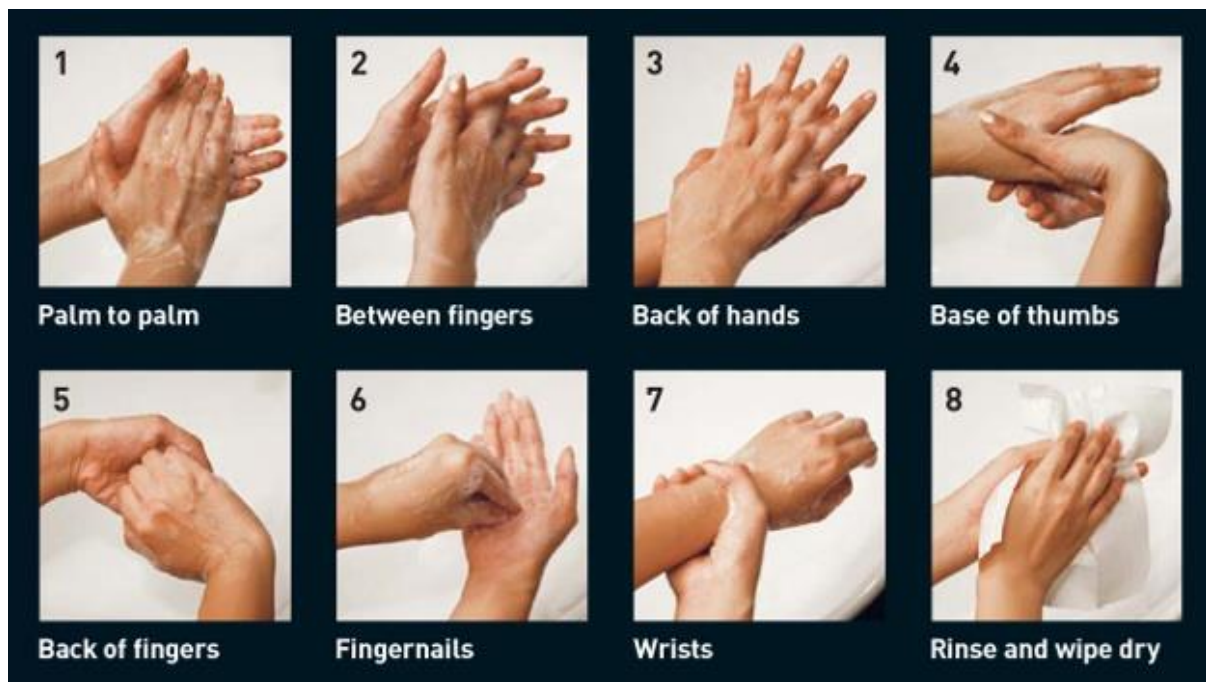 1
2
3
4
Palm to palm
Between fingers
Back of hands
Base of thumbs
5
6
7
8
Back of fingers
Fingernails
Wrists
Rinse and wipe dry